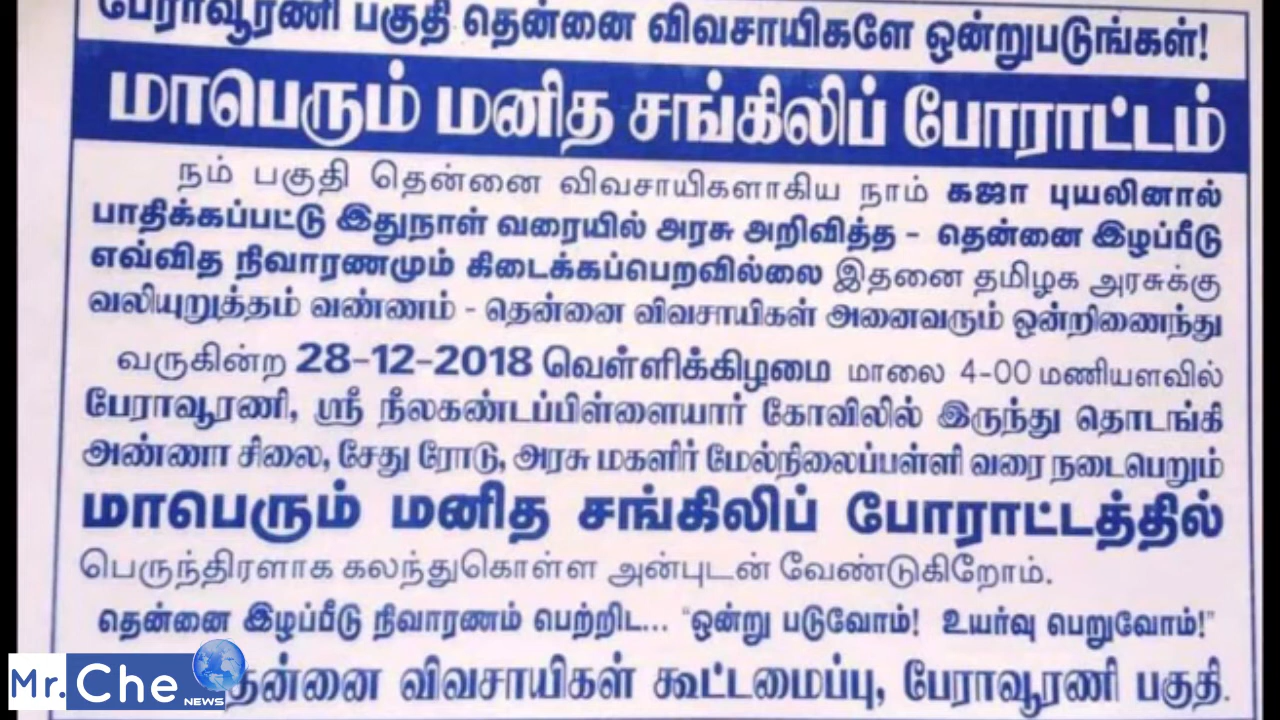 பேராவூரணி பகுதி தென்னை விவசாயிகளே ஒன்றுபடுங்கள்!
மாபெரும் மனித சங்கிலிப் போராட்டம்
நம் பகுதி தென்னை விவசாயிகளாகிய நாம் கஜா புயலினால்
பாதிக்கப்பட்டு இதுநாள் வரையில் அரசு அறிவித்த - தென்னை இழப்பீடு
எவ்வித நிவாரணமும் கிடைக்கப்பெறவில்லை இதனை தமிழக அரசுக்கு
வலியுறுத்தம் வண்ணம் - தென்னை விவசாயிகள் அனைவரும் ஒன்றிணைந்து
வருகின்ற 28-12-2018 வெள்ளிக்கிழமை மாலை 4-00 மணியளவில்
பேராவூரணி, ஸ்ரீ நீலகண்டப்பிள்ளையார் கோவிலில் இருந்து தொடங்கி
அண்ணா சிலை, சேது ரோடு, அரசு மகளிர் மேல்நிலைப்பள்ளி வரை நடைபெறும்
மாபெரும் மனித சங்கிலிப் போராட்டத்தில்
பெருந்திரளாக கலந்துகொள்ள அன்புடன் வேண்டுகிறோம்.
தென்னை இழப்பீடு நிவாரணம் பெற்றிட... "ஒன்று படுவோம்! உயர்வு பெறுவோம்!"
தென்னை விவசாயிகள் கூட்டமைப்பு, பேராவூரணி பகுதி.
Mr. Che NEWS